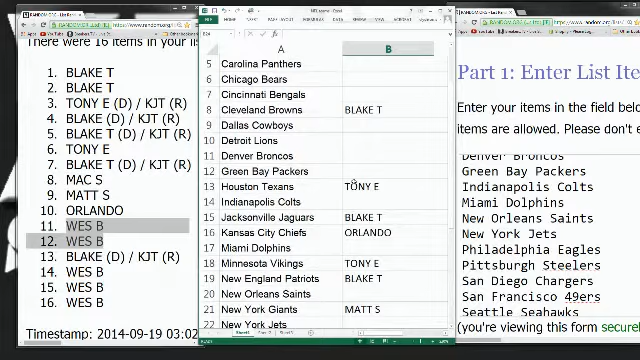 There were 16 items in your lis
1. BLAKE T
2. BLAKE T
3. TONY E (D) / KJT (R)
4. BLAKE (D) / KJT (R)
5. BLAKE T (D) / KJT (R)
6. TONY E
7. BLAKE T (D) / KJT (R)
8. MAC S
9. MATT S
10. ORLANDO
11. WES B
12. WES B
13. BLAKE (D) / KJT (R)
14. WES B
15. WES B
16. WES B
Timestamp: 2014-09-19 03:02
A B
5 Carolina Panthers
6 Chicago Bears
7 Cincinnati Bengals
8 Cleveland Browns BLAKE T
9 Dallas Cowboys
10 Detroit Lions
11 Denver Broncos
12 Green Bay Packers
13 Houston Texans TONY E
14 Indianapolis Colts
15 Jacksonville Jaguars BLAKE T
16 Kansas City Chiefs ORLANDO
17 Miami Dolphins
18 Minnesota Vikings TONY E
19 New England Patriots BLAKE T
20 New Orleans Saints
21 New York Giants MATT S
22 New York Jets
Part 1: Enter List Ite
Enter your items in the field belov
items are allowed. Please don't e
Denver Broncos
Green Bay Packers
Indianapolis Colts
Miami Dolphins
New Orleans Saints
New York Jets
Philadelphia Eagles
Pittsburgh Steelers
San Diego Chargers
San Francisco 49ers
Seattle Seahawks
(you're viewing this form secure